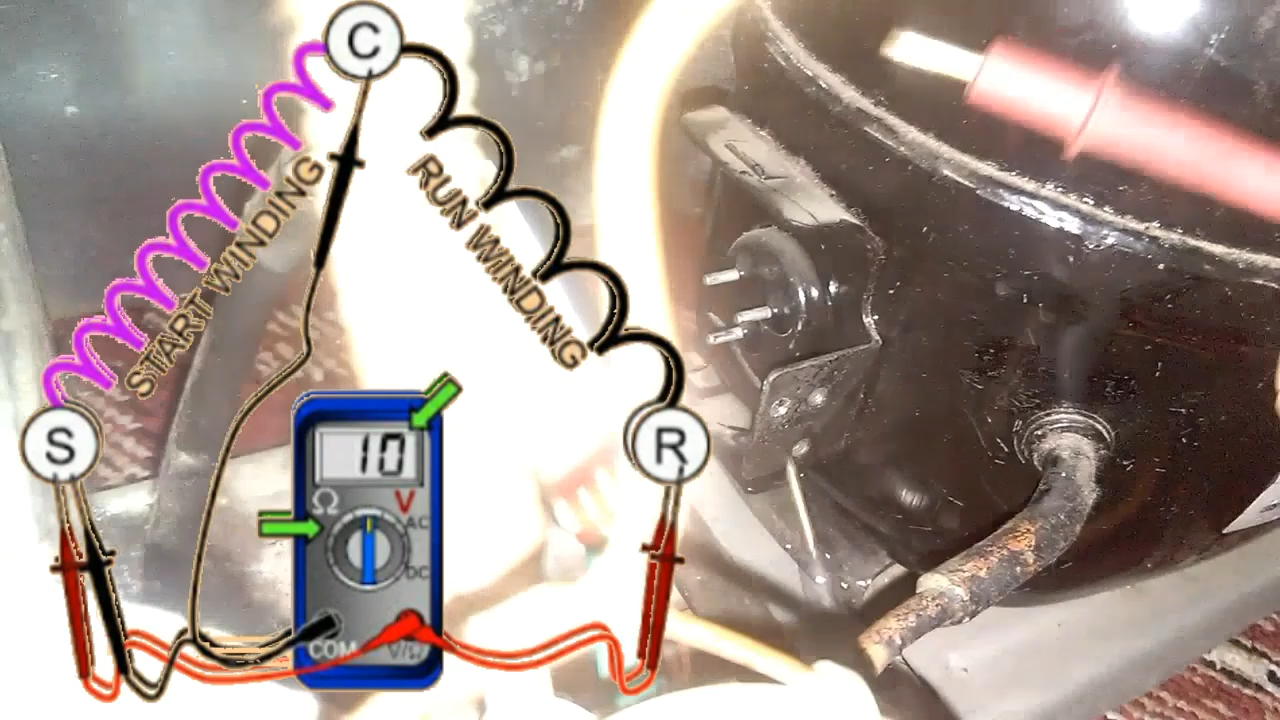 C
START WINDING
RUN WINDING
S
R
10
Ω
V
AC
DC
COM
V/Ω